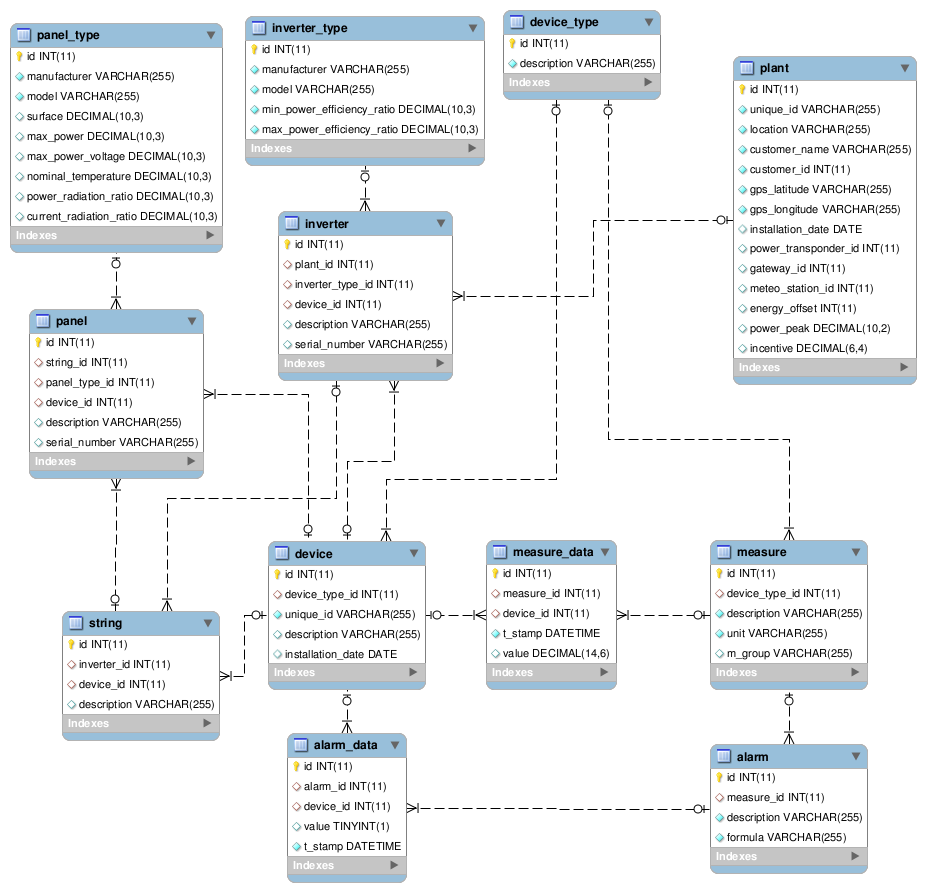 panel_type
id INT(11)
manufacturer VARCHAR(255)
model VARCHAR(255)
surface DECIMAL(10,3)
max_power DECIMAL(10,3)
max_power_voltage DECIMAL(10,3)
nominal_temperature DECIMAL(10,3)
power_radiation_ratio DECIMAL(10,3)
current_radiation_ratio DECIMAL(10,3)
Indexes
inverter_type
id INT(11)
manufacturer VARCHAR(255)
model VARCHAR(255)
min_power_efficiency_ratio DECIMAL(10,3)
max_power_efficiency_ratio DECIMAL(10,3)
Indexes
device_type
id INT(11)
description VARCHAR(255)
Indexes
plant
id INT(11)
unique_id VARCHAR(255)
location VARCHAR(255)
customer_name VARCHAR(255)
customer_id INT(11)
gps_latitude VARCHAR(255)
gps_longitude VARCHAR(255)
installation_date DATE
power_transponder_id INT(11)
gateway_id INT(11)
meteo_station_id INT(11)
energy_offset INT(11)
power_peak DECIMAL(10,2)
incentive DECIMAL(6,4)
Indexes
inverter
id INT(11)
plant_id INT(11)
inverter_type_id INT(11)
device_id INT(11)
description VARCHAR(255)
serial_number VARCHAR(255)
Indexes
panel
id INT(11)
string_id INT(11)
panel_type_id INT(11)
device_id INT(11)
description VARCHAR(255)
serial_number VARCHAR(255)
Indexes
device
id INT(11)
device_type_id INT(11)
unique_id VARCHAR(255)
description VARCHAR(255)
installation_date DATE
Indexes
measure_data
id INT(11)
measure_id INT(11)
device_id INT(11)
t_stamp DATETIME
value DECIMAL(14,6)
Indexes
measure
id INT(11)
device_type_id INT(11)
description VARCHAR(255)
unit VARCHAR(255)
m_group VARCHAR(255)
Indexes
string
id INT(11)
inverter_id INT(11)
device_id INT(11)
description VARCHAR(255)
Indexes
alarm_data
id INT(11)
alarm_id INT(11)
device_id INT(11)
value TINYINT(1)
t_stamp DATETIME
Indexes
alarm
id INT(11)
measure_id INT(11)
description VARCHAR(255)
formula VARCHAR(255)
Indexes